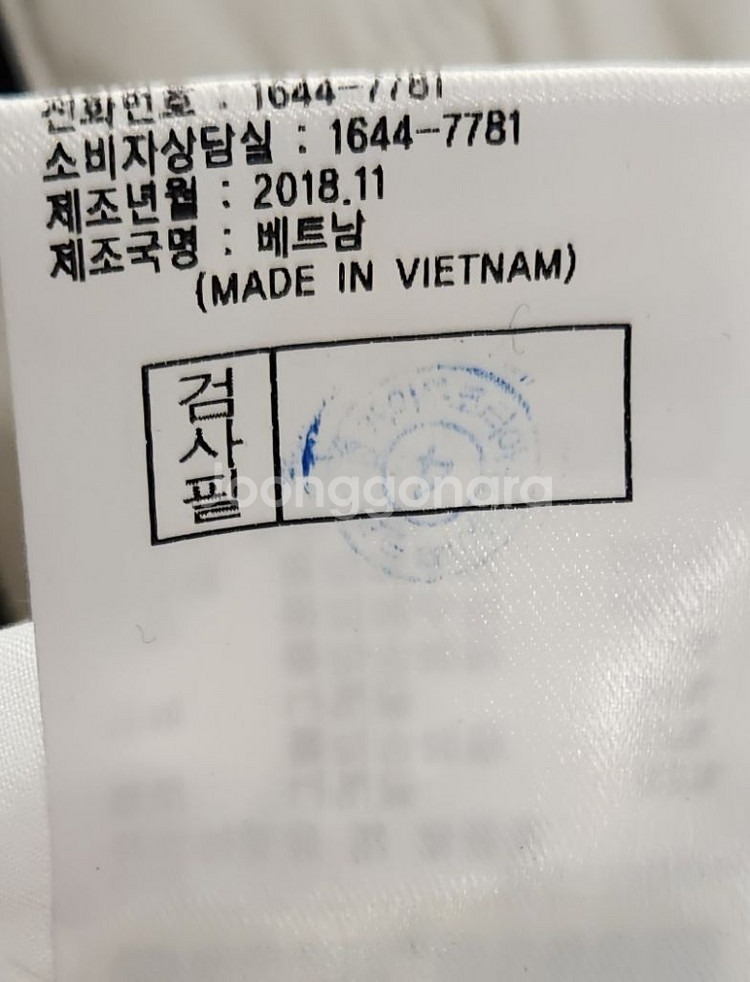 전화번호 : 1644-7781
소비자상담실 : 1644-7781
제조년월 : 2018.11
제조국명 : 베트남
(MADE IN VIETNAM)
검사필
joonggonara